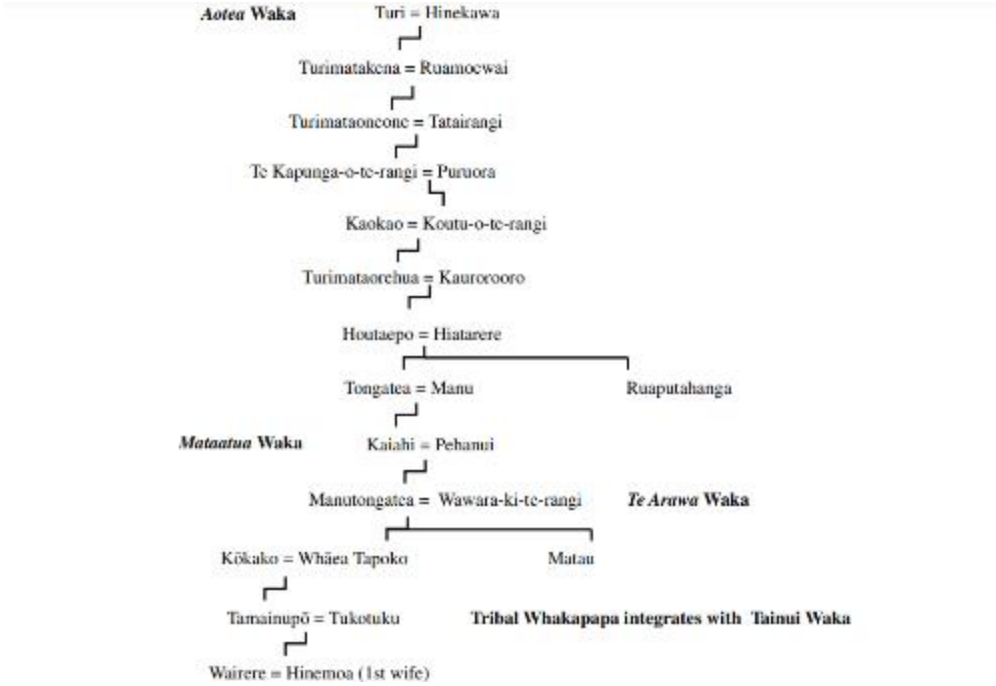 Aotea Waka Turi = Hinekawa
Turimatakena = Ruamoewai
Turimataoneone = Tatairangi
Te Kapunga-o-te-rangi = Puruora
Kaokao = Koutu-o-te-rangi
Turimataorehua = Kaurorooro
Houtaepo = Hiatarere
Tongatea = Manu Ruaputahanga
Mataatua Waka Kaiahi = Pehanui
Manutongatea = Wawara-ki-te-rangi Te Arawa Waka
Kōkako = Whāea Tapoko Matau
Tamainupō = Tukotuku Tribal Whakapapa integrates with Tainui Waka
Wairere = Hinemoa (1st wife)